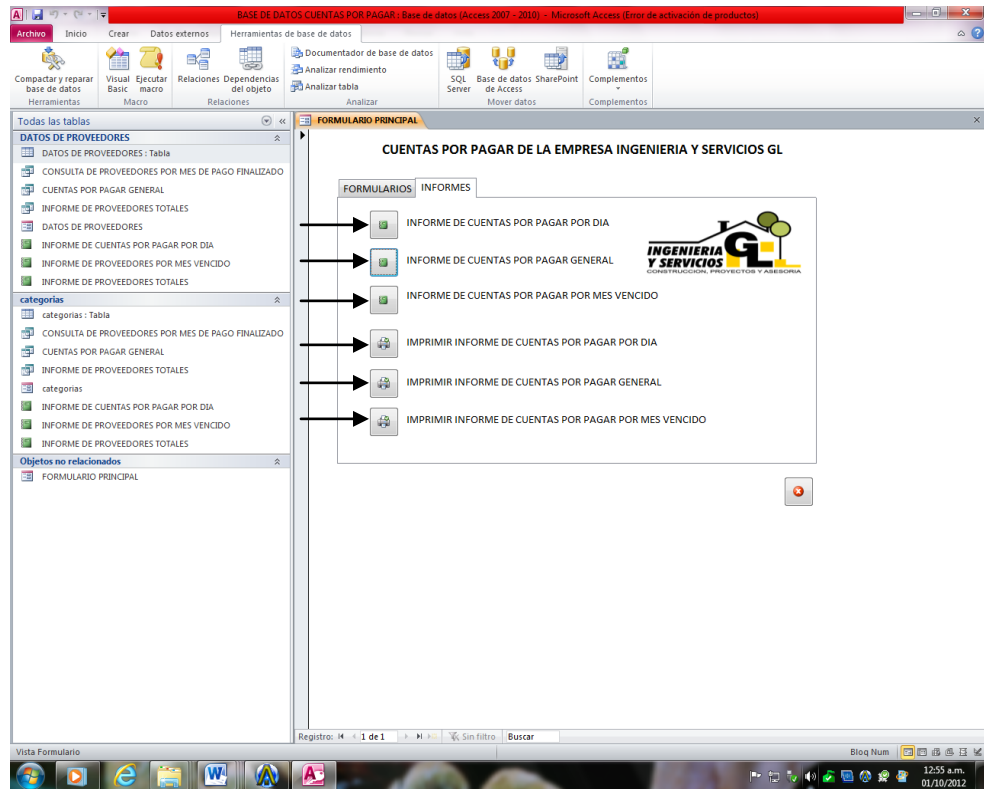 BASE DE DATOS CUENTAS POR PAGAR : Base de datos (Access 2007 - 2010) - Microsoft Access (Error de activación de productos)
Archivo Inicio Crear Datos externos Herramientas de base de datos
Compactar y reparar base de datos
Herramientas
Visual Basic
Ejecutar macro
Macro
Relaciones
Dependencias del objeto
Relaciones
Documentador de base de datos
Analizar rendimiento
Analizar tabla
Analizar
SQL Server
Base de datos de Access
SharePoint
Mover datos
Complementos
Complementos
Todas las tablas
DATOS DE PROVEEDORES
DATOS DE PROVEEDORES : Tabla
CONSULTA DE PROVEEDORES POR MES DE PAGO FINALIZADO
CUENTAS POR PAGAR GENERAL
INFORME DE PROVEEDORES TOTALES
DATOS DE PROVEEDORES
INFORME DE CUENTAS POR PAGAR POR DIA
INFORME DE PROVEEDORES POR MES VENCIDO
INFORME DE PROVEEDORES TOTALES
categorias
categorias : Tabla
CONSULTA DE PROVEEDORES POR MES DE PAGO FINALIZADO
CUENTAS POR PAGAR GENERAL
INFORME DE PROVEEDORES TOTALES
categorias
INFORME DE CUENTAS POR PAGAR POR DIA
INFORME DE PROVEEDORES POR MES VENCIDO
INFORME DE PROVEEDORES TOTALES
Objetos no relacionados
FORMULARIO PRINCIPAL
FORMULARIO PRINCIPAL
CUENTAS POR PAGAR DE LA EMPRESA INGENIERIA Y SERVICIOS GL
FORMULARIOS INFORMES
INFORME DE CUENTAS POR PAGAR POR DIA
INFORME DE CUENTAS POR PAGAR GENERAL
INFORME DE CUENTAS POR PAGAR POR MES VENCIDO
IMPRIMIR INFORME DE CUENTAS POR PAGAR POR DIA
IMPRIMIR INFORME DE CUENTAS POR PAGAR GENERAL
IMPRIMIR INFORME DE CUENTAS POR PAGAR POR MES VENCIDO
INGENIERIA
Y SERVICIOS GL
CONSTRUCCION, PROYECTOS Y ASESORIA
Registro: 1 de 1 Sin filtro Buscar
Vista Formulario Bloq Num
12:55 a.m.
01/10/2012